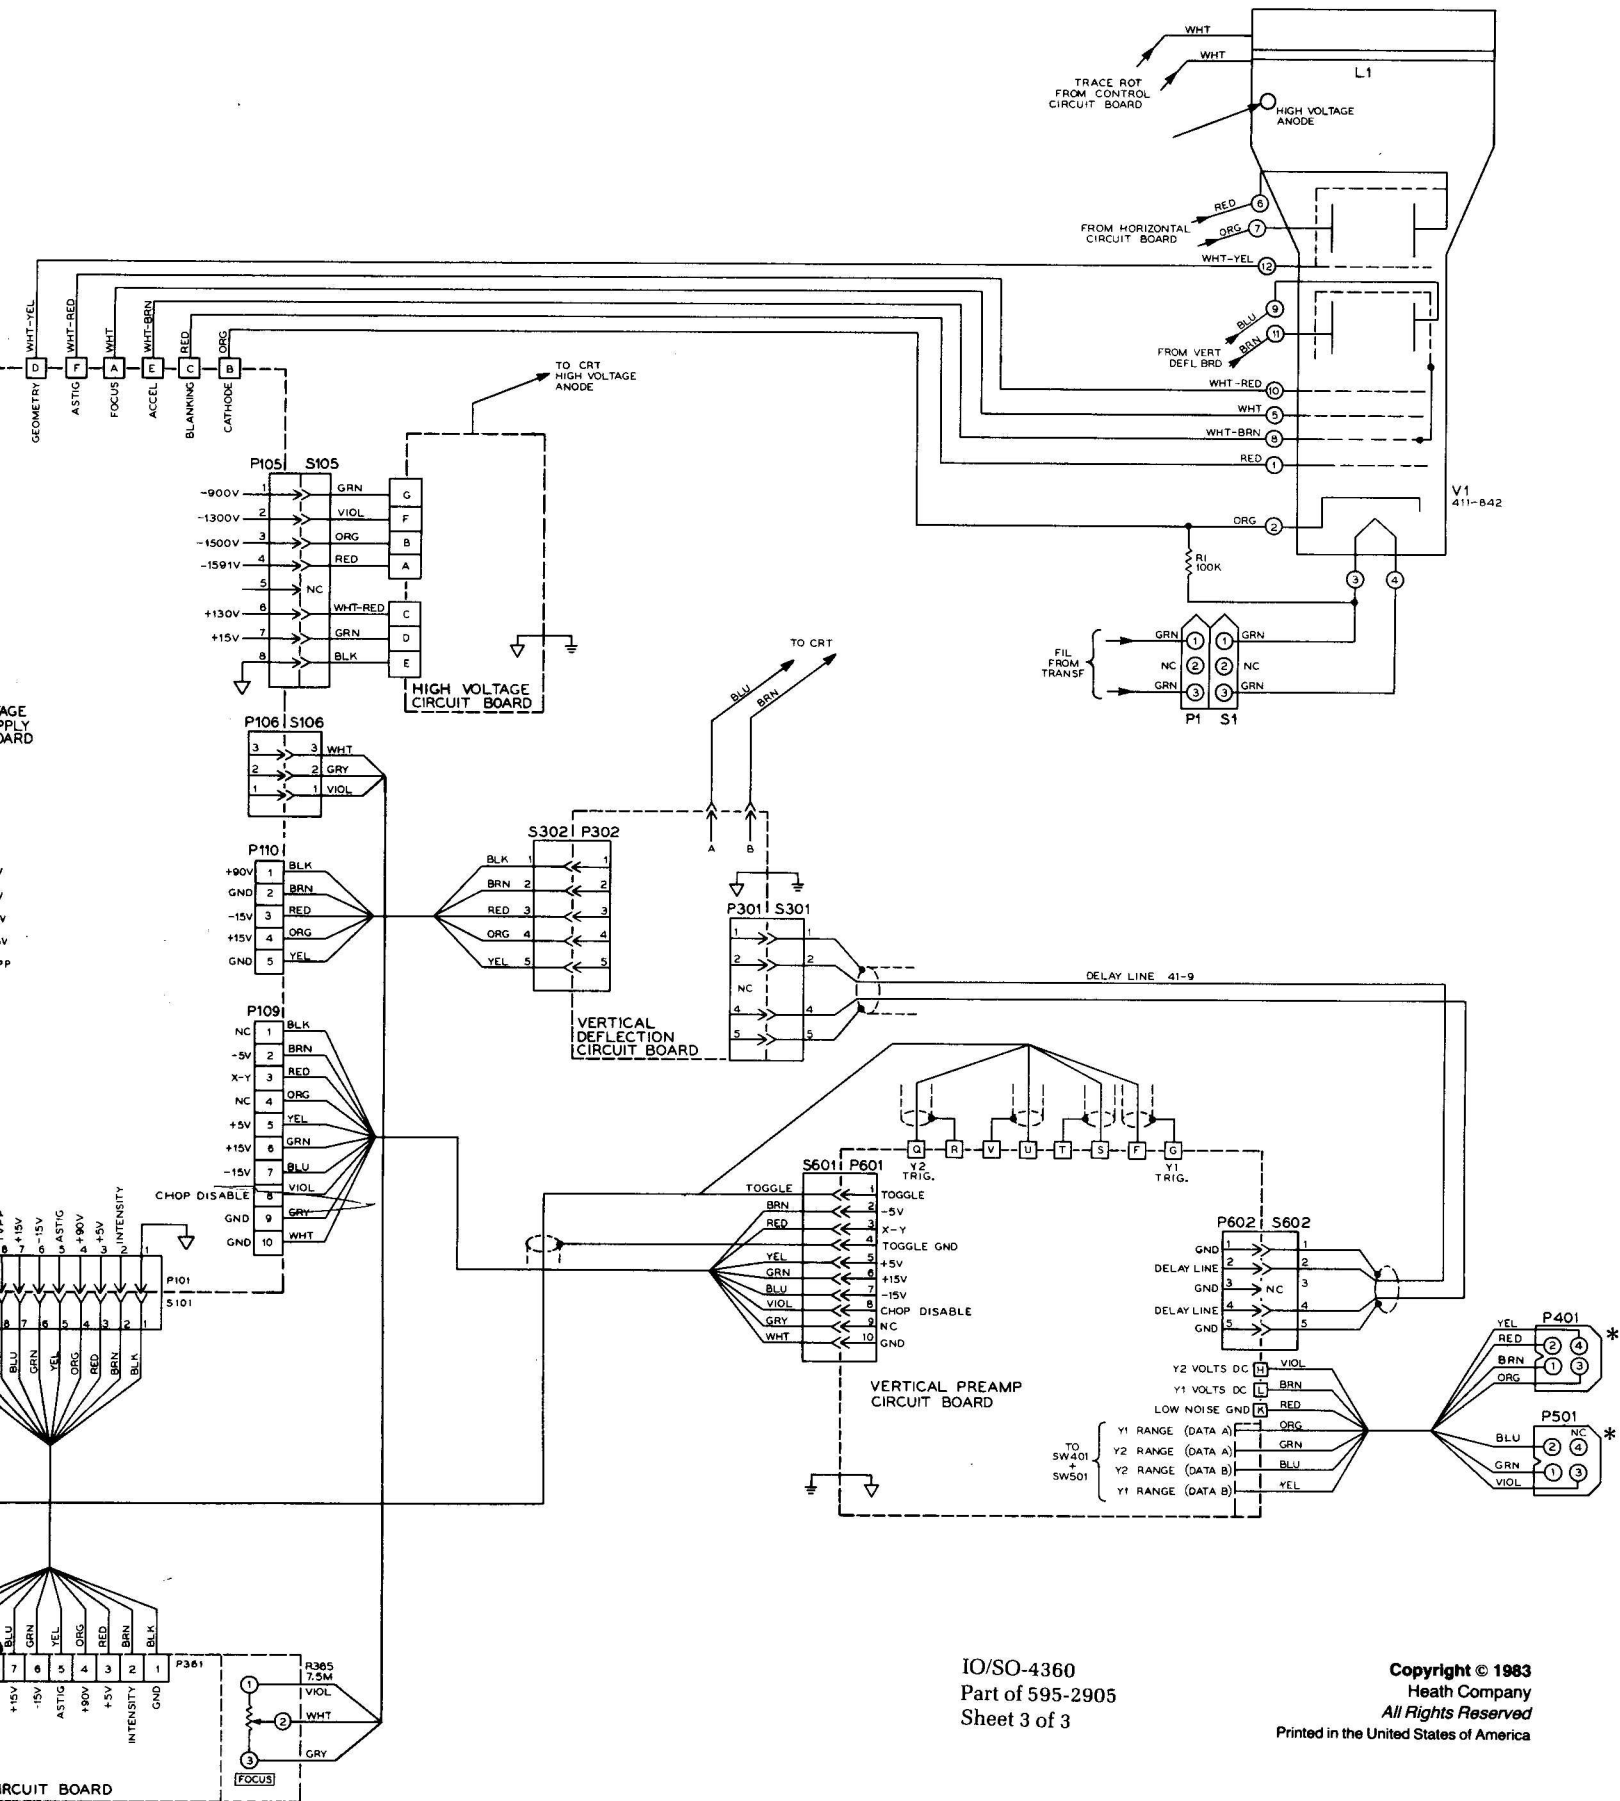 WHT
WHT
L1
TRACE ROT
FROM CONTROL
CIRCUIT BOARD
HIGH VOLTAGE
ANODE
RED
6
FROM HORIZONTAL
CIRCUIT BOARD
ORG
7
WHT-YEL
12
9
BLU
BRN
11
FROM VERT
DEFL BRD
WHT-RED
10
WHT
5
WHT-BRN
8
RED
1
V1
411-842
ORG
2
R1
100K
3
4
FIL
FROM
TRANSF
GRN
1
1
GRN
NC
2
2
NC
GRN
3
3
GRN
P1
S1
WHT-YEL
WHT-RED
WHT
WHT-BRN
RED
ORG
D
F
A
E
C
B
GEOMETRY
ASTIG
FOCUS
ACCEL
BLANKING
CATHODE
TO CRT
HIGH VOLTAGE
ANODE
P105
S105
-900V 1 GRN G
-1300V 2 VIOL F
-1500V 3 ORG B
-1591V 4 RED A
5 NC
+130V 6 WHT-RED C
+15V 7 GRN D
8 BLK E
HIGH VOLTAGE
CIRCUIT BOARD
AGE
PPLY
OARD
P106 S106
3 3 WHT
2 2 GRY
1 1 VIOL
TO CRT
BLU
BRN
A
B
P110
+90V 1 BLK
GND 2 BRN
-15V 3 RED
+15V 4 ORG
GND 5 YEL
S302 P302
BLK 1 1
BRN 2 2
RED 3 3
ORG 4 4
YEL 5 5
VERTICAL
DEFLECTION
CIRCUIT BOARD
P301 S301
1 1
2 2
NC
4 4
5 5
DELAY LINE 41-9
V
V
V
V
PP
P109
NC 1 BLK
-5V 2 BRN
X-Y 3 RED
NC 4 ORG
+5V 5 YEL
+15V 6 GRN
-15V 7 BLU
CHOP DISABLE 8 VIOL
GND 9 GRY
GND 10 WHT
Q
R
V
U
T
S
F
G
Y2
TRIG.
Y1
TRIG.
S601 P601
TOGGLE 1 TOGGLE
BRN 2 -5V
RED 3 X-Y
4 TOGGLE GND
YEL 5 +5V
GRN 6 +15V
BLU 7 -15V
VIOL 8 CHOP DISABLE
GRY 9 NC
WHT 10 GND
VERTICAL PREAMP
CIRCUIT BOARD
P602 S602
GND 1 1
DELAY LINE 2 2
GND 3 NC 3
DELAY LINE 4 4
GND 5 5
Y2 VOLTS DC H VIOL
Y1 VOLTS DC L BRN
LOW NOISE GND K RED
Y1 RANGE (DATA A) ORG
Y2 RANGE (DATA A) GRN
Y2 RANGE (DATA B) BLU
Y1 RANGE (DATA B) YEL
TO
SW401
+
SW501
P401
*
YEL
RED
2
4
BRN
1
3
ORG
P501
*
NC
BLU
2
4
GRN
1
3
VIOL
+15V
-15V
ASTIG
+90V
+5V
INTENSITY
8 7 6 5 4 3 2 1
P101
S101
8 7 6 5 4 3 2 1
BLU
GRN
YEL
ORG
RED
BRN
BLK
BLU
GRN
YEL
ORG
RED
BRN
BLK
7 6 5 4 3 2 1
P361
+15V
-15V
ASTIG
+90V
+5V
INTENSITY
GND
R365
7.5M
1
VIOL
2
WHT
3
GRY
FOCUS
IRCUIT BOARD
IO/SO-4360
Part of 595-2905
Sheet 3 of 3
Copyright © 1983
Heath Company
All Rights Reserved
Printed in the United States of America